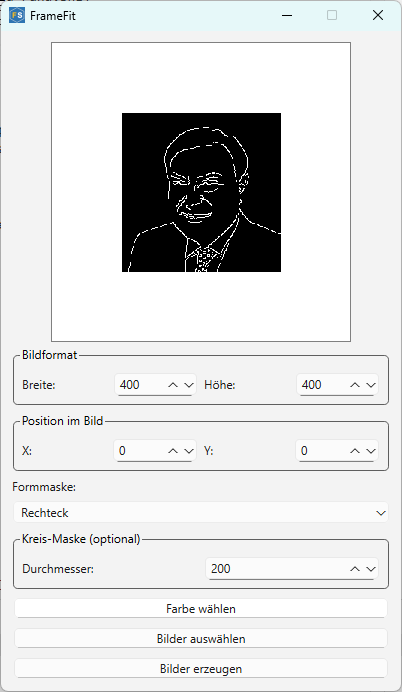 FS FrameFit
Bildformat
Breite: 400 Höhe: 400
Position im Bild
X: 0 Y: 0
Formmaske:
Rechteck
Kreis-Maske (optional)
Durchmesser: 200
Farbe wählen
Bilder auswählen
Bilder erzeugen